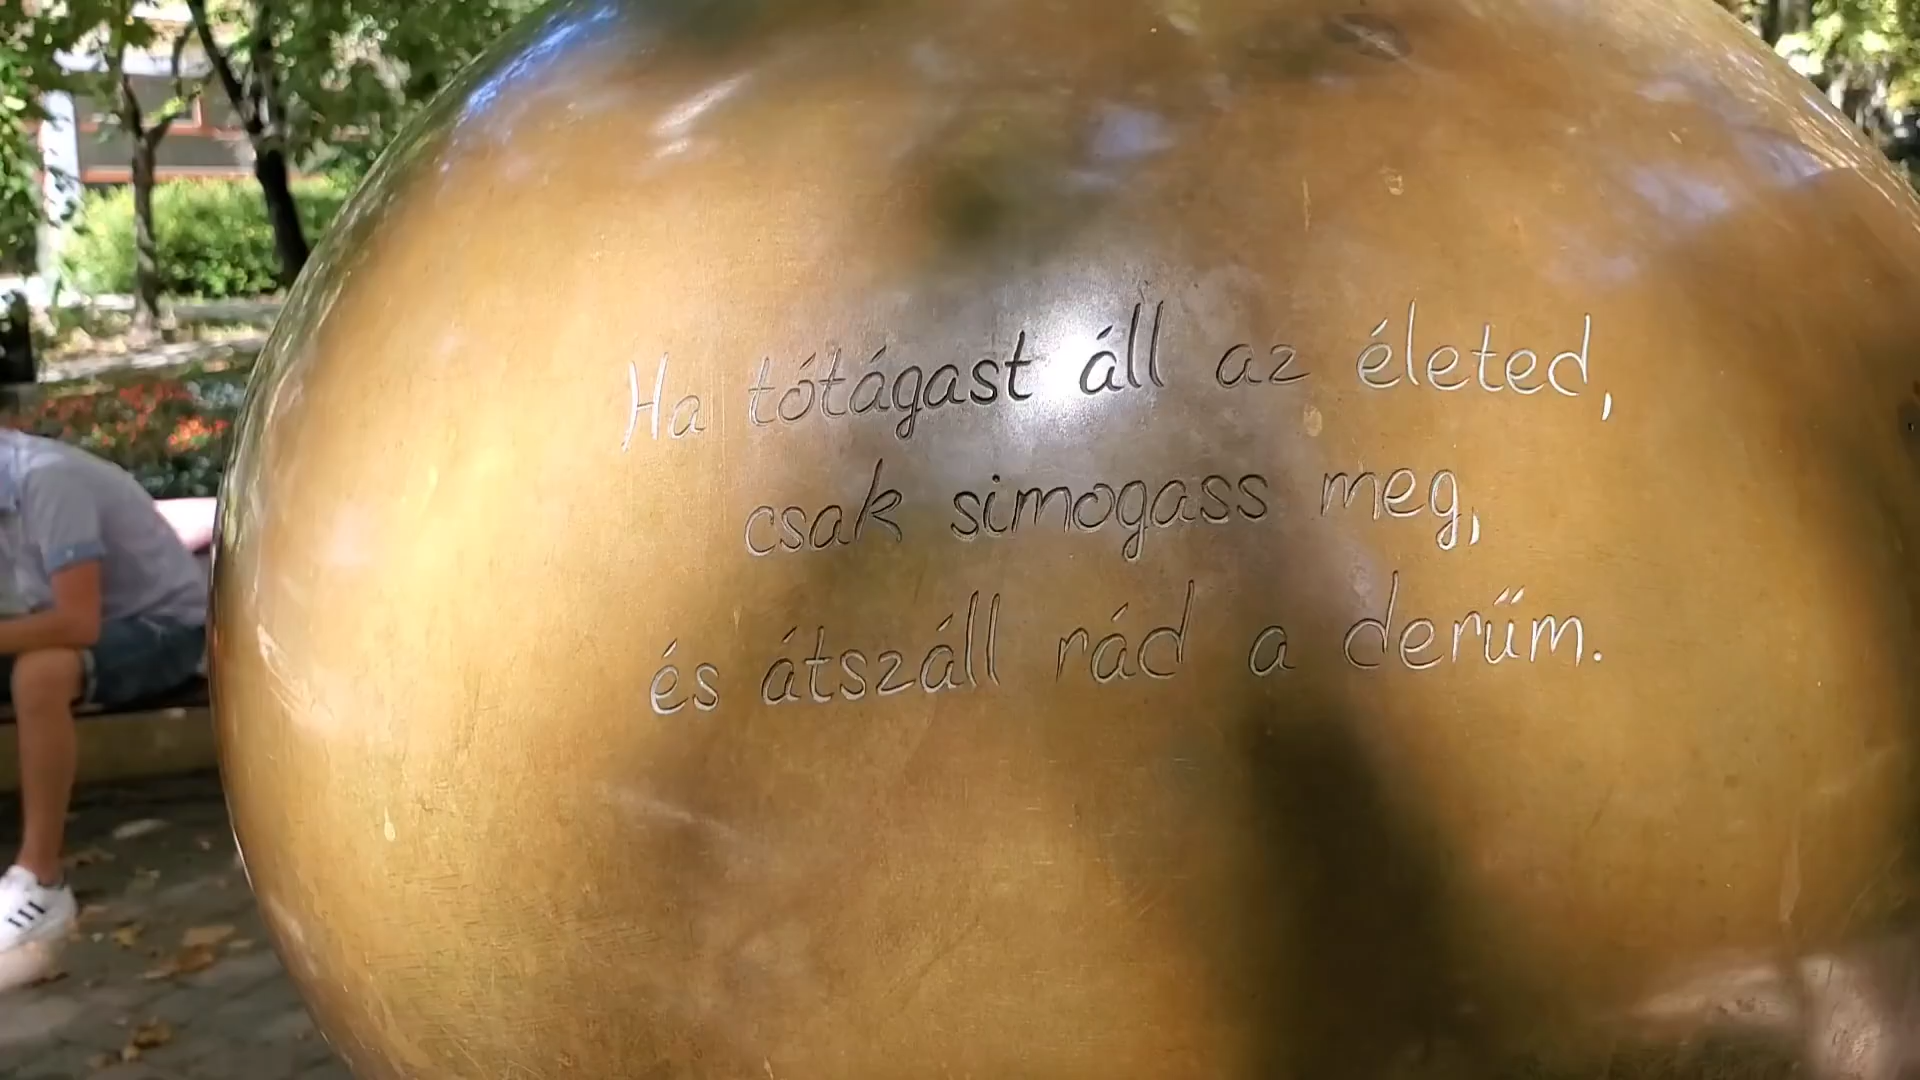 Ha tótágast áll az életed,
csak simogass meg,
és átszáll rád a derűm.